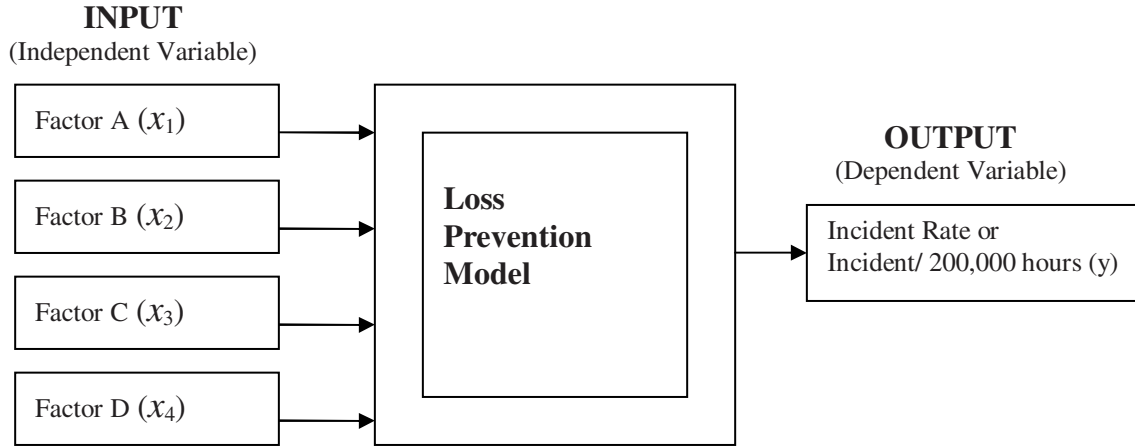 INPUT
(Independent Variable)
Factor A (x₁)
Factor B (x₂)
Factor C (x₃)
Factor D (x₄)
Loss
Prevention
Model
OUTPUT
(Dependent Variable)
Incident Rate or
Incident/ 200,000 hours (y)